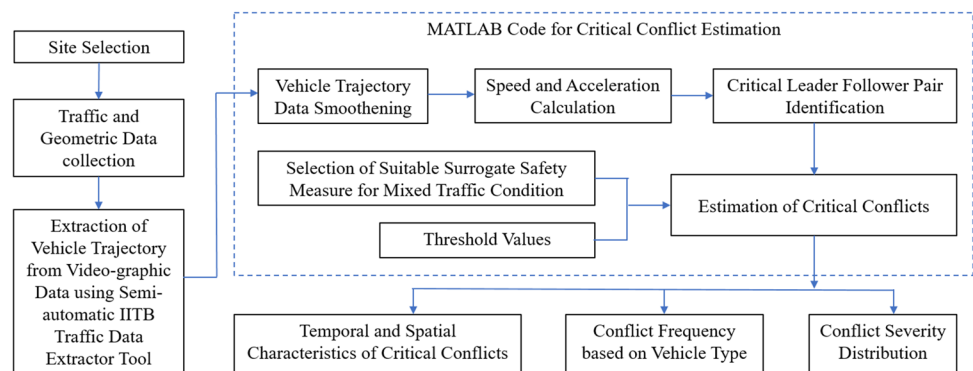 Site Selection
Traffic and
Geometric Data
collection
Extraction of
Vehicle Trajectory
from Video-graphic
Data using Semi-
automatic IITB
Traffic Data
Extractor Tool
MATLAB Code for Critical Conflict Estimation
Vehicle Trajectory
Data Smoothening
Speed and Acceleration
Calculation
Critical Leader Follower Pair
Identification
Selection of Suitable Surrogate Safety
Measure for Mixed Traffic Condition
Threshold Values
Estimation of Critical Conflicts
Temporal and Spatial
Characteristics of Critical Conflicts
Conflict Frequency
based on Vehicle Type
Conflict Severity
Distribution